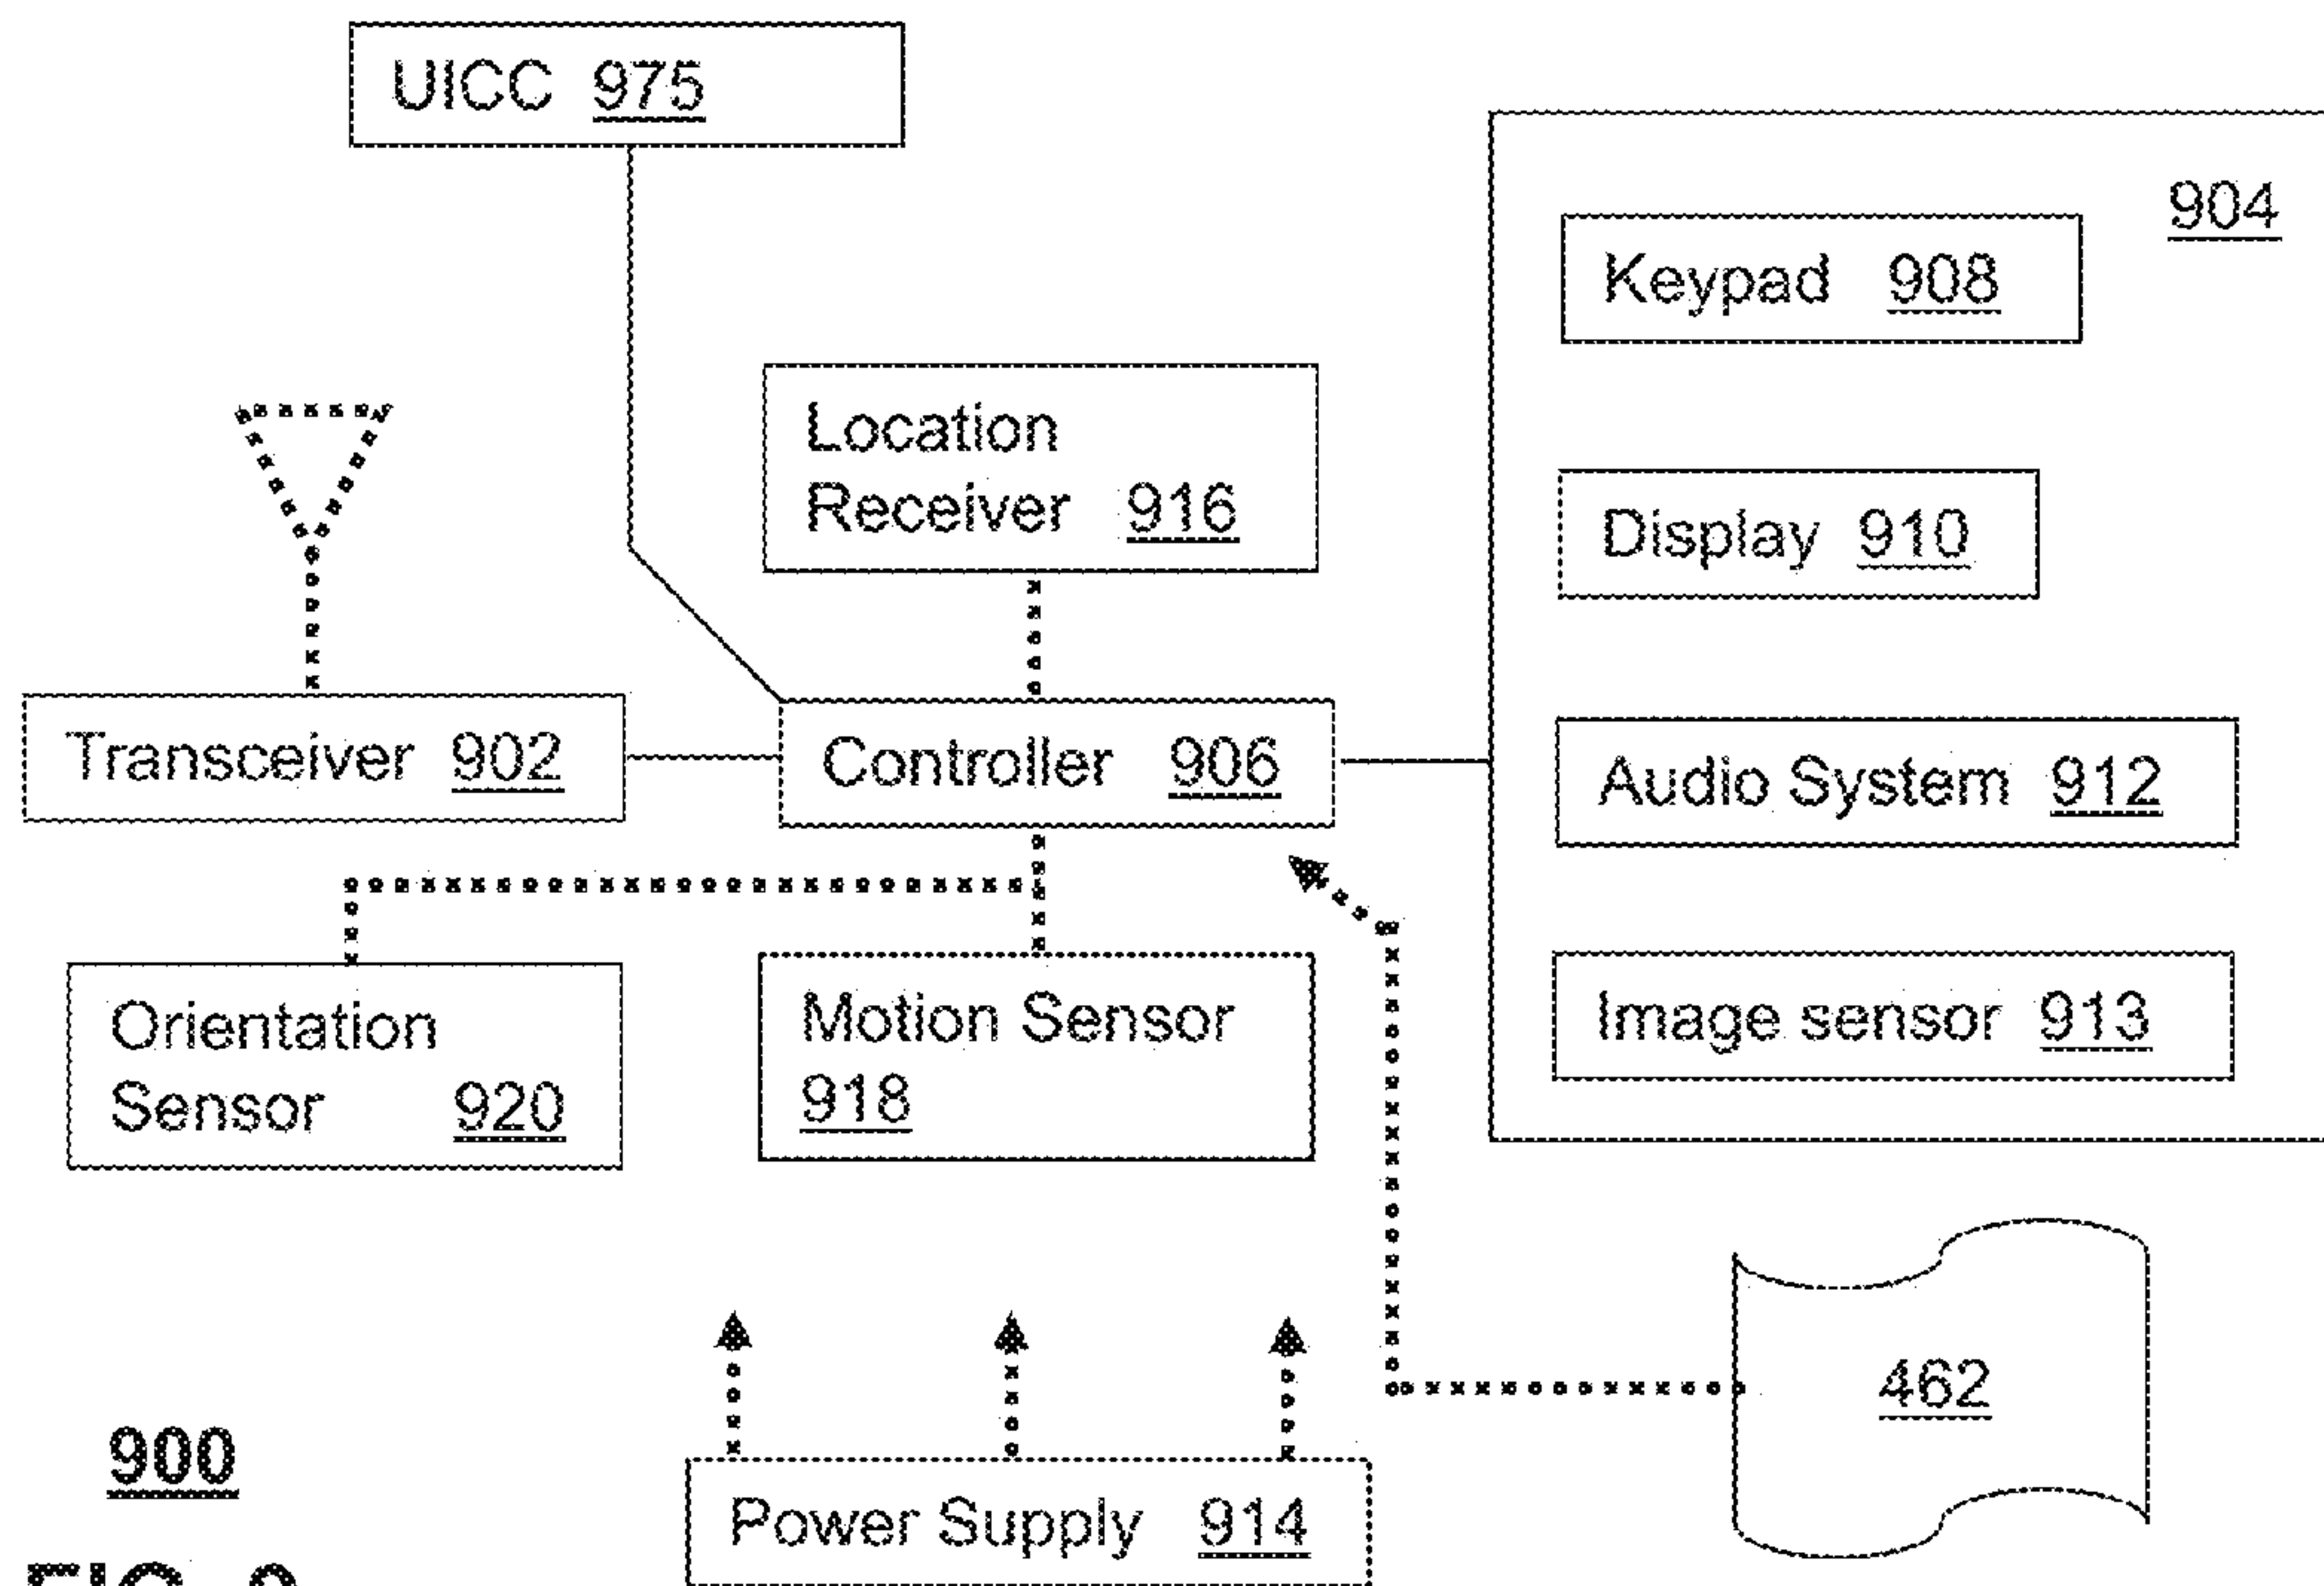 UICC 975
904
Keypad 908
Location
Receiver 916
Display 910
Transceiver 902
Controller 906
Audio System 912
Orientation
Sensor 920
Motion Sensor
918
Image sensor 913
462
900
Power Supply 914